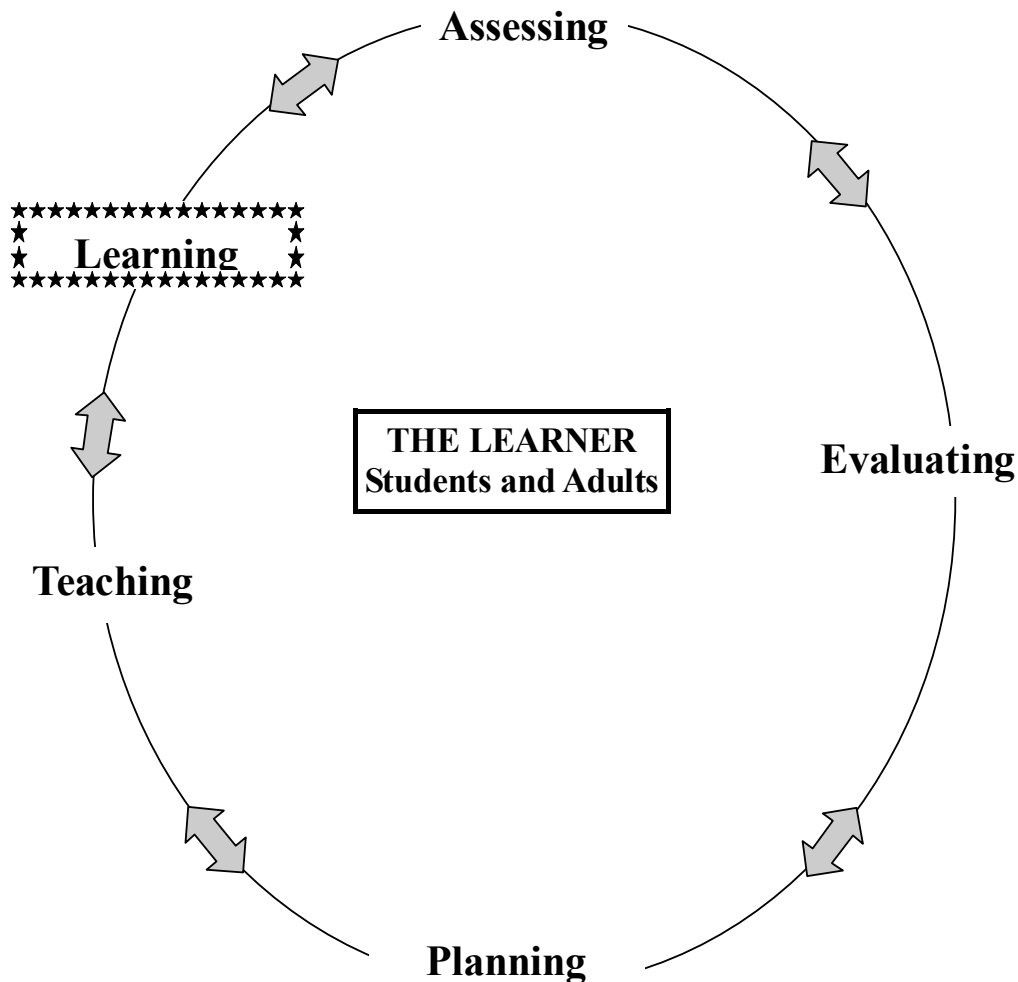 Assessing
Learning
THE LEARNER
Students and Adults
Evaluating
Teaching
Planning